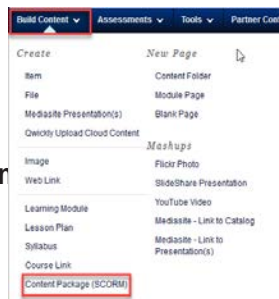 Build Content Assessments Tools Partner Con
Create
Item
File
Mediasite Presentation(s)
Qwickly Upload Cloud Content
Image
Web Link
Learning Module
Lesson Plan
Syllabus
Course Link
Content Package (SCORM)
New Page
Content Folder
Module Page
Blank Page
Mashups
Flickr Photo
SlideShare Presentation
YouTube Video
Mediasite - Link to Catalog
Mediasite - Link to
Presentation(s)